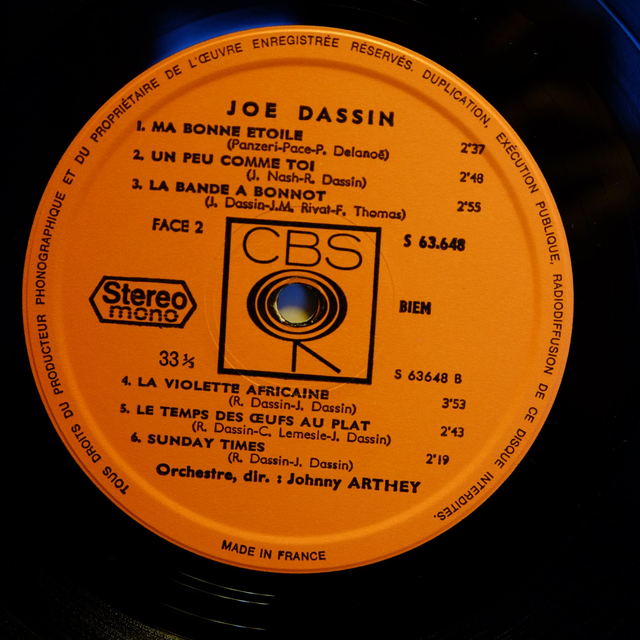 TOUS DROITS DU PRODUCTEUR PHONOGRAPHIQUE ET DU PROPRIÉTAIRE DE L'ŒUVRE ENREGISTRÉE RÉSERVÉS. DUPLICATION, EXÉCUTION PUBLIQUE, RADIODIFFUSION DE CE DISQUE INTERDITES.
JOE DASSIN
1. MA BONNE ETOILE
(Panzeri-Pace-P. Delanoë) 2'37
2. UN PEU COMME TOI
(J. Nash-R. Dassin) 2'48
3. LA BANDE A BONNOT
(J. Dassin-J.M. Rivat-F. Thomas) 2'55
FACE 2
CBS
S 63.648
Stereo
mono
BIEM
33 ⅓
S 63648 B
4. LA VIOLETTE AFRICAINE
(R. Dassin-J. Dassin) 3'53
5. LE TEMPS DES ŒUFS AU PLAT
(R. Dassin-C. Lemesle-J. Dassin) 2'43
6. SUNDAY TIMES
(R. Dassin-J. Dassin) 2'19
Orchestre, dir. : Johnny ARTHEY
MADE IN FRANCE